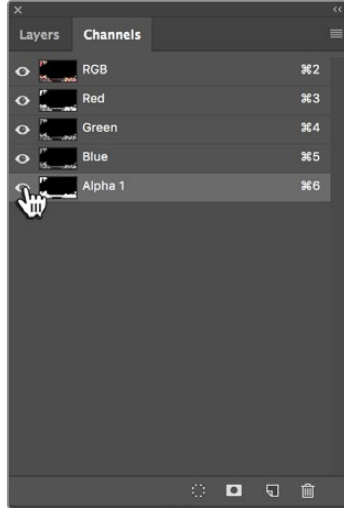 Layers Channels
RGB ⌘2
Red ⌘3
Green ⌘4
Blue ⌘5
Alpha 1 ⌘6